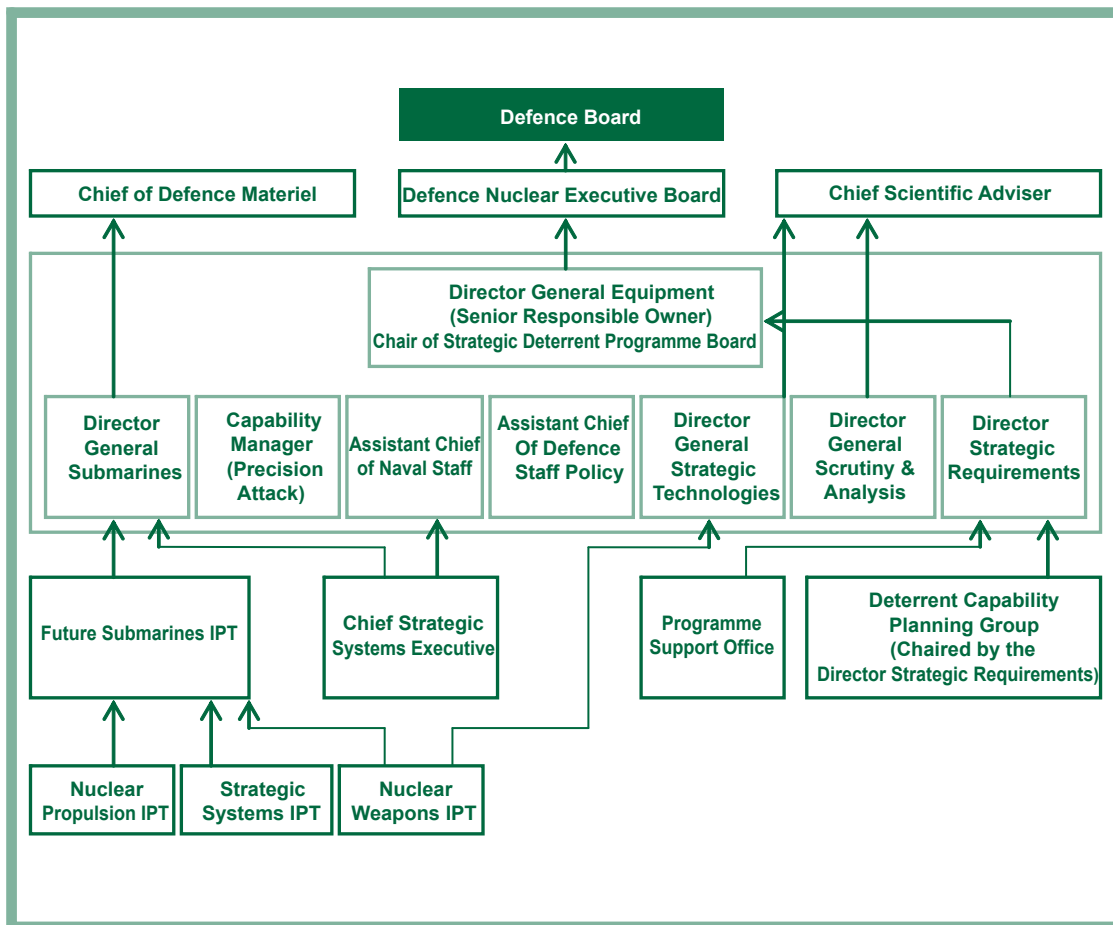 Defence Board
Chief of Defence Materiel
Defence Nuclear Executive Board
Chief Scientific Adviser
Director General Equipment
(Senior Responsible Owner)
Chair of Strategic Deterrent Programme Board
Director
General
Submarines
Capability
Manager
(Precision
Attack)
Assistant Chief
of Naval Staff
Assistant Chief
Of Defence
Staff Policy
Director
General
Strategic
Technologies
Director
General
Scrutiny &
Analysis
Director
Strategic
Requirements
Future Submarines IPT
Chief Strategic
Systems Executive
Programme
Support Office
Deterrent Capability
Planning Group
(Chaired by the
Director Strategic Requirements)
Nuclear
Propulsion IPT
Strategic
Systems IPT
Nuclear
Weapons IPT